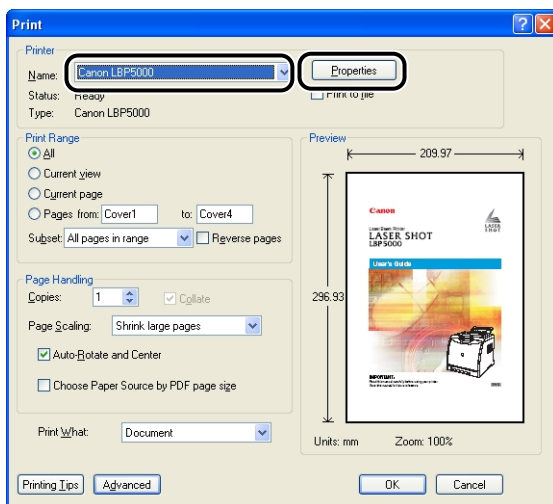 Print
Printer
Name: Canon LBP5000 Properties
Status: Ready Print to file
Type: Canon LBP5000
Print Range
All
Current view
Current page
Pages from: Cover1 to: Cover4
Subset: All pages in range Reverse pages
Page Handling
Copies: 1 Collate
Page Scaling: Shrink large pages
Auto-Rotate and Center
Choose Paper Source by PDF page size
Print What: Document
Preview
209.97
296.93
Canon
Laser Beam Printer
LASER SHOT
LBP5000
LASER
SHOT
User's Guide
IMPORTANT:
Units: mm Zoom: 100%
Printing Tips Advanced OK Cancel